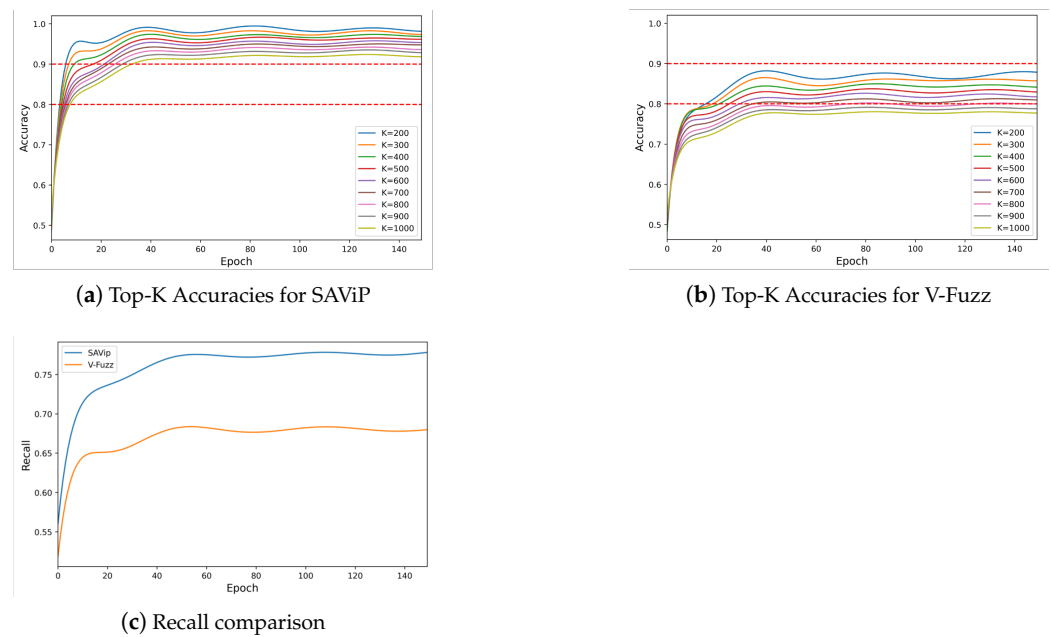 1.0
0.9
0.8
0.7
0.6
0.5
Accuracy
K=200
K=300
K=400
K=500
K=600
K=700
K=800
K=900
K=1000
0 20 40 60 80 100 120 140
Epoch
(a) Top-K Accuracies for SAViP
1.0
0.9
0.8
0.7
0.6
0.5
Accuracy
K=200
K=300
K=400
K=500
K=600
K=700
K=800
K=900
K=1000
0 20 40 60 80 100 120 140
Epoch
(b) Top-K Accuracies for V-Fuzz
SAVip
V-Fuzz
0.75
0.70
0.65
0.60
0.55
Recall
0 20 40 60 80 100 120 140
Epoch
(c) Recall comparison